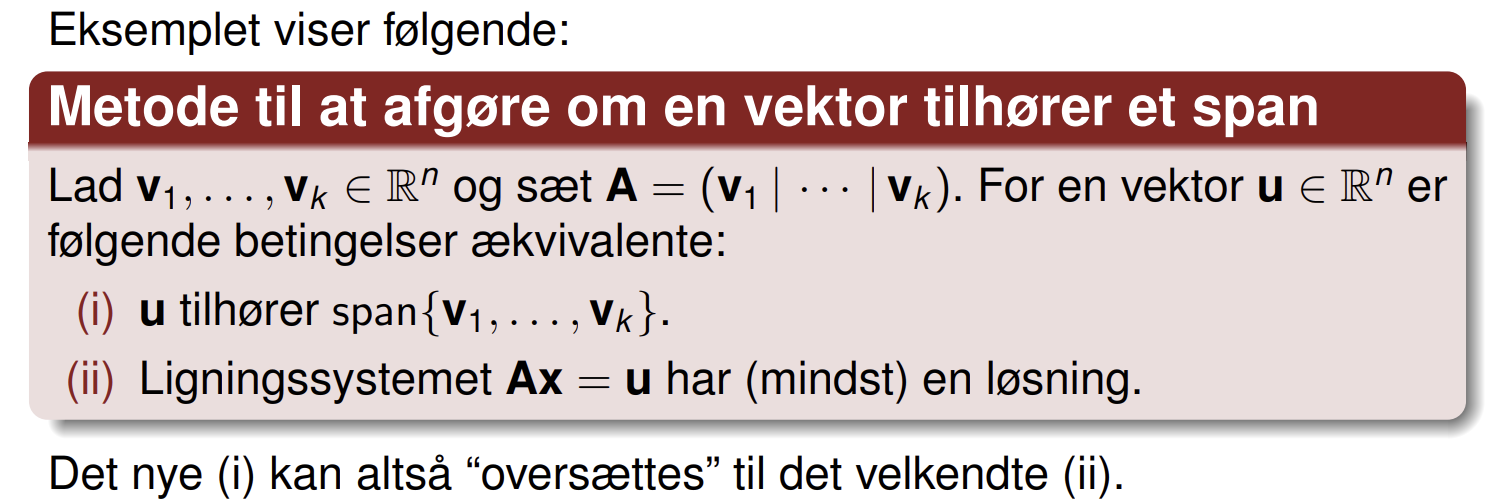 Eksemplet viser følgende:
Metode til at afgøre om en vektor tilhører et span
Lad v₁, . . . , vₖ ∈ ℝⁿ og sæt A = (v₁ | · · · | vₖ). For en vektor u ∈ ℝⁿ er
følgende betingelser ækvivalente:
(i) u tilhører span{v₁, . . . , vₖ}.
(ii) Ligningssystemet Ax = u har (mindst) en løsning.
Det nye (i) kan altså “oversættes” til det velkendte (ii).